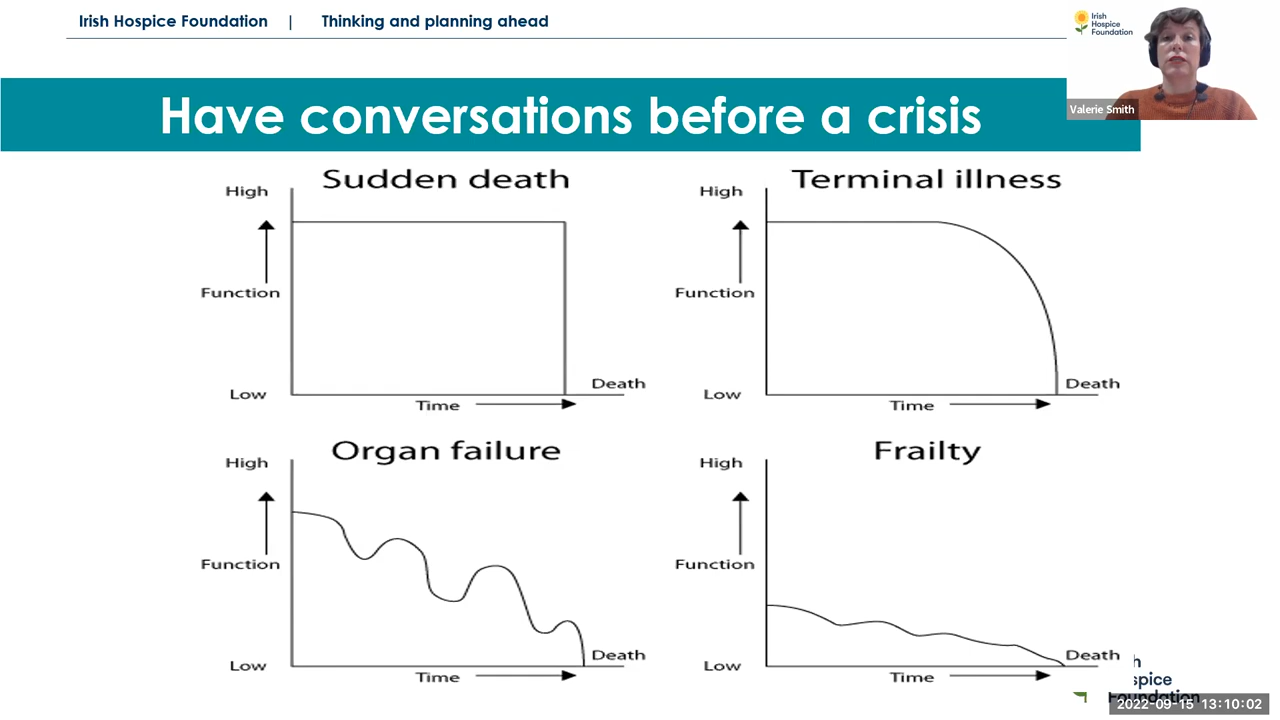 Irish Hospice Foundation | Thinking and planning ahead
Irish
Hospice
Foundation
Valerie Smith
Have conversations before a crisis
Sudden death
High
Function
Low
Time
Death
Terminal illness
High
Function
Low
Time
Death
Organ failure
High
Function
Low
Time
Death
Frailty
High
Function
Low
Time
Death
h
spice
Foundation
2022-09-15 13:10:02